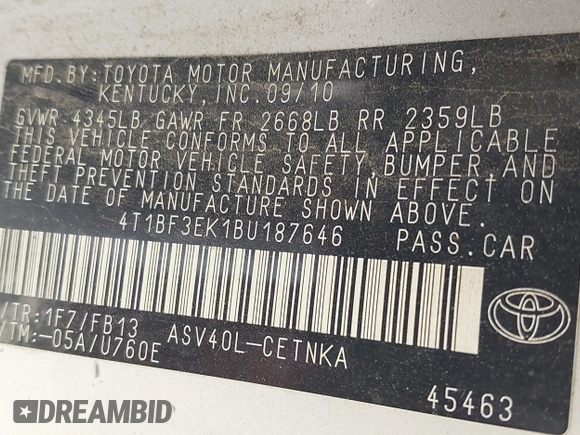 MFD.BY:TOYOTA MOTOR MANUFACTURING,
KENTUCKY,INC.09/10
GVWR 4345LB GAWR FR 2668LB RR 2359LB
THIS VEHICLE CONFORMS TO ALL APPLICABLE
FEDERAL MOTOR VEHICLE SAFETY,BUMPER,AND
THEFT PREVENTION STANDARDS IN EFFECT ON
THE DATE OF MANUFACTURE SHOWN ABOVE.
4T1BF3EK1BU187646 PASS.CAR
/TR:1F7/FB13
/TM:-05A/U760E
ASV40L-CETNKA
45463
DREAMBID